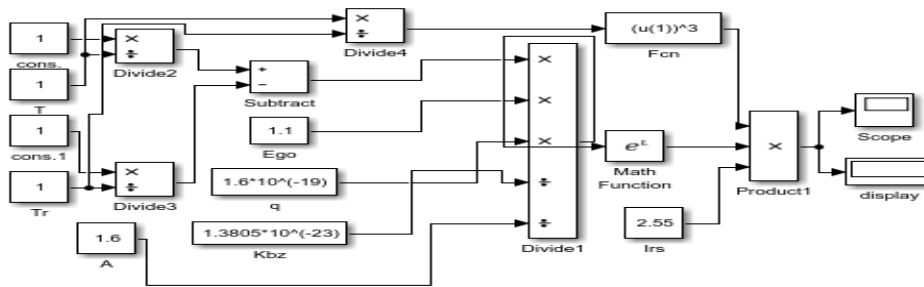 1
cons.
1
T
1
cons.1
1
Tr
1.6
A
×
÷
Divide2
×
÷
Divide3
×
÷
Divide4
+
−
Subtract
1.1
Ego
1.6*10^(-19)
q
1.3805*10^(-23)
Kbz
×
×
×
÷
÷
Divide1
(u(1))^3
Fcn
Math
Function
2.55
Irs
×
Product1
Scope
display